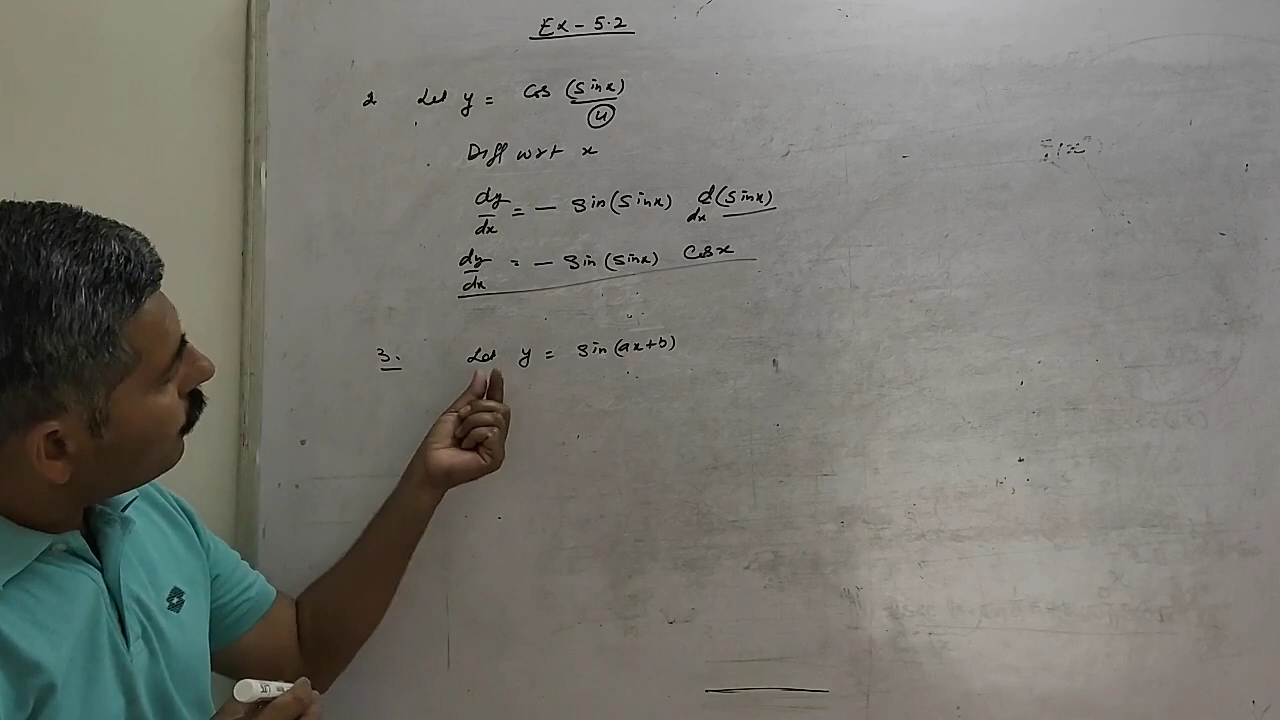 Ex - 5.2
2 Let y = cos (sinx)
u
Diff wrt x
dy/dx = - sin(sinx) d/dx (sinx)
dy/dx = - sin(sinx) cosx
3. Let y = sin(ax+b)